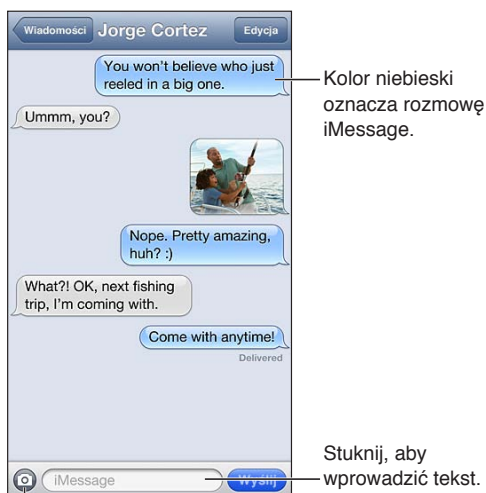 Wiadomości Jorge Cortez Edycja
You won't believe who just
reeled in a big one.
Kolor niebieski
oznacza rozmowę
iMessage.
Ummm, you?
Nope. Pretty amazing,
huh? :)
What?! OK, next fishing
trip, I'm coming with.
Come with anytime!
Delivered
Stuknij, aby
wprowadzić tekst.
iMessage Wyślij